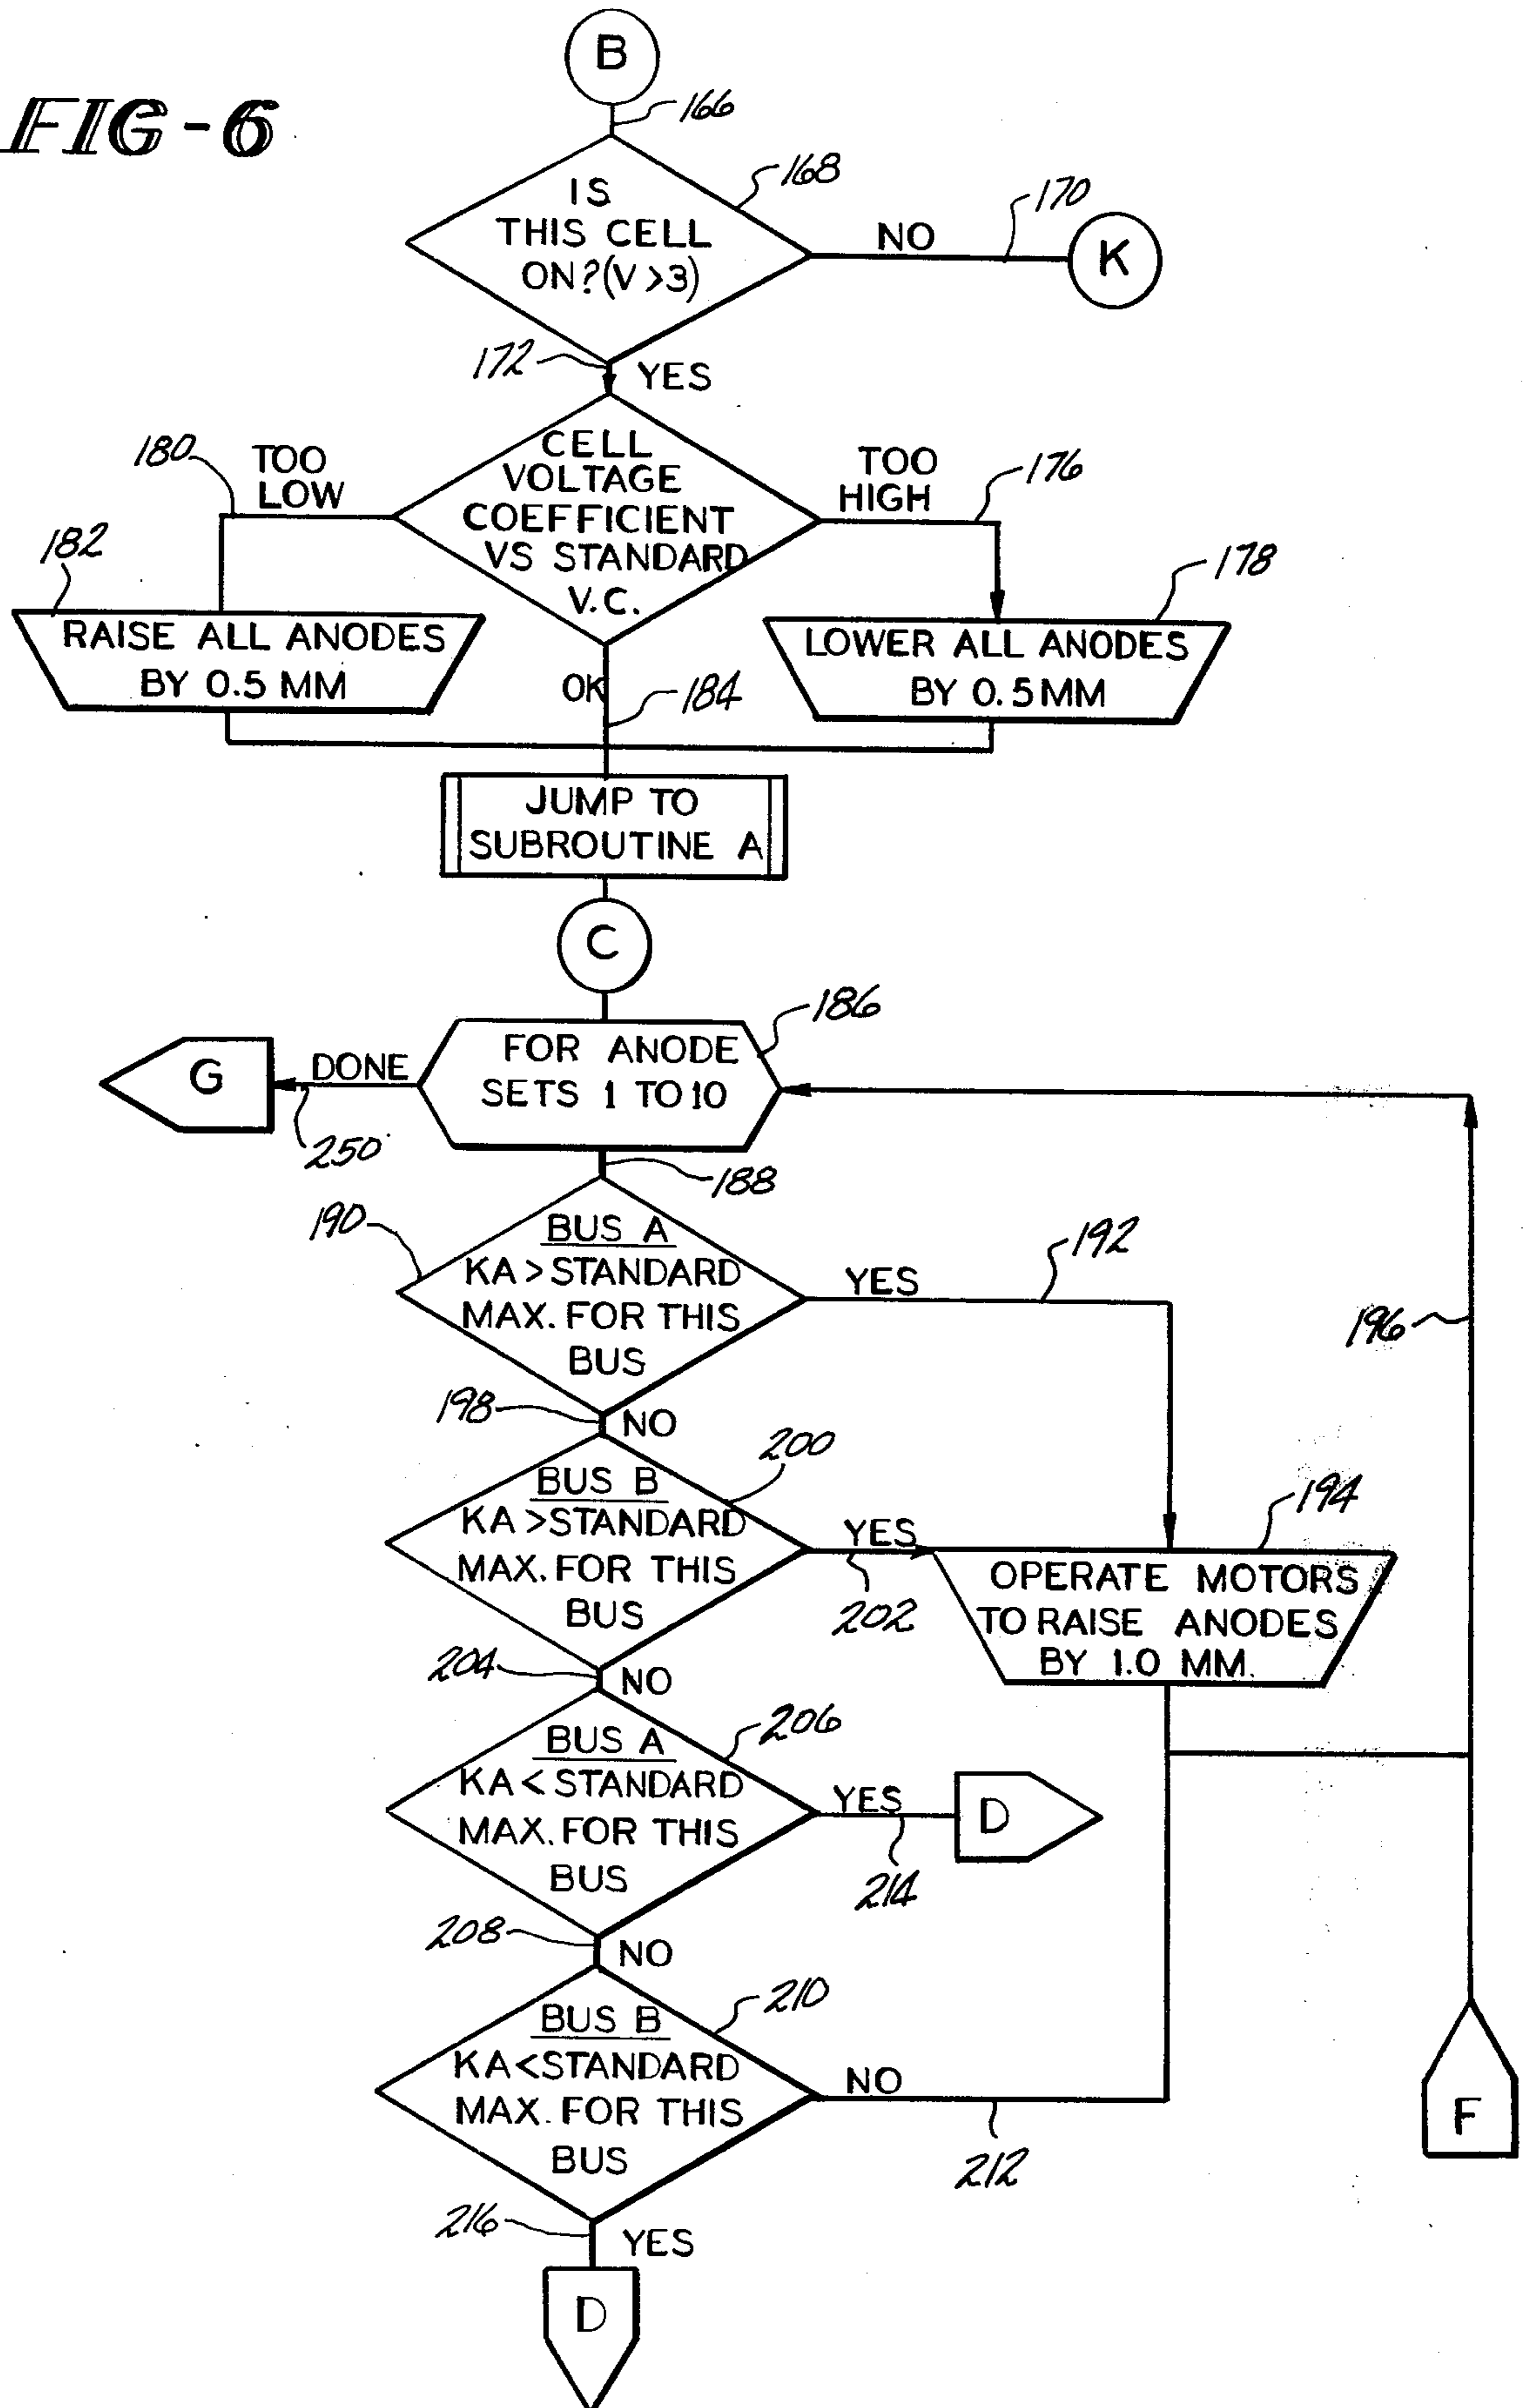 FIG-6
B
166
IS
THIS CELL
ON?(V>3)
168
NO
170
K
172
YES
CELL
VOLTAGE
COEFFICIENT
VS STANDARD
V.C.
180
TOO
LOW
TOO
HIGH
176
182
RAISE ALL ANODES
BY 0.5 MM
178
LOWER ALL ANODES
BY 0.5MM
OK
184
JUMP TO
SUBROUTINE A
C
186
FOR ANODE
SETS 1 TO 10
DONE
G
250
188
190
BUS A
KA>STANDARD
MAX. FOR THIS
BUS
YES
192
196
198
NO
200
BUS B
KA>STANDARD
MAX. FOR THIS
BUS
YES
202
194
OPERATE MOTORS
TO RAISE ANODES
BY 1.0 MM.
204
NO
206
BUS A
KA< STANDARD
MAX. FOR THIS
BUS
YES
214
D
208
NO
210
BUS B
KA<STANDARD
MAX. FOR THIS
BUS
NO
212
F
216
YES
D